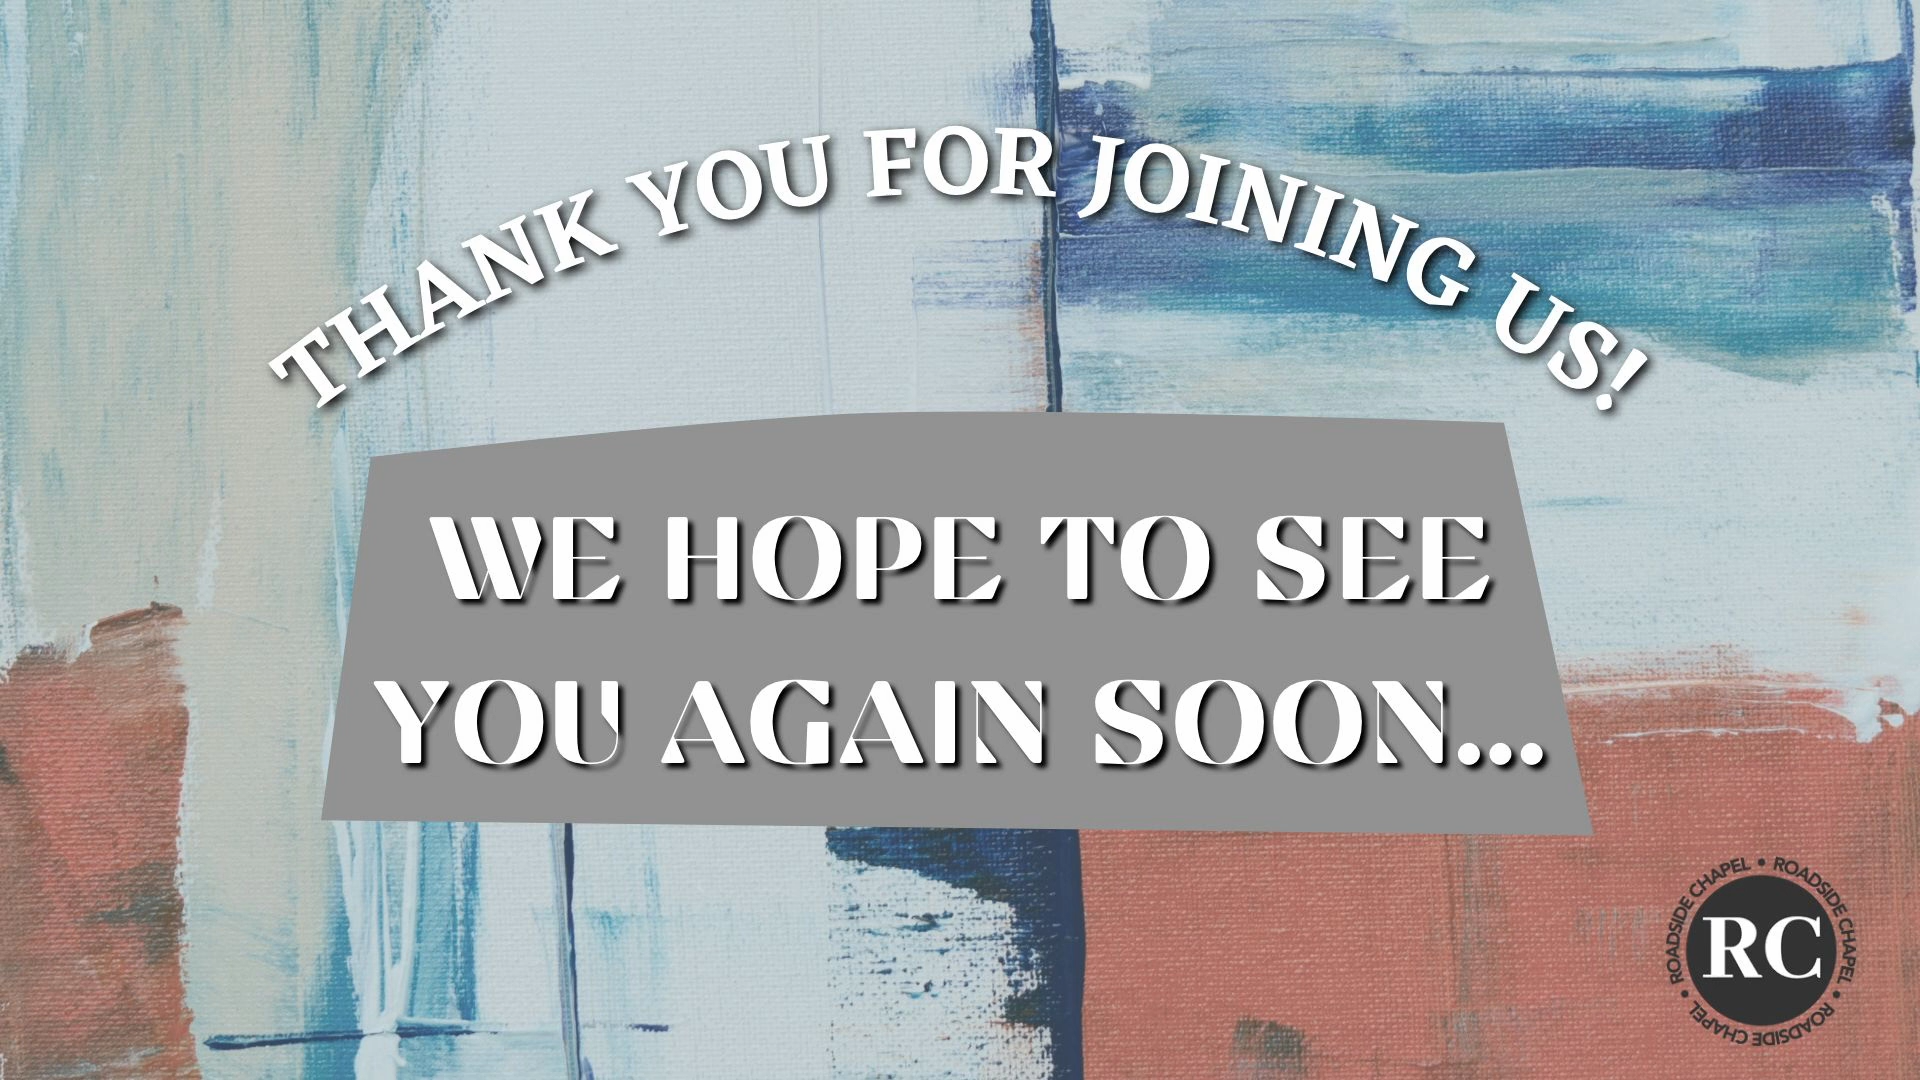 THANK YOU FOR JOINING US!
WE HOPE TO SEE
YOU AGAIN SOON...
ROADSIDE CHAPEL • ROADSIDE CHAPEL • ROADSIDE CHAPEL •
RC